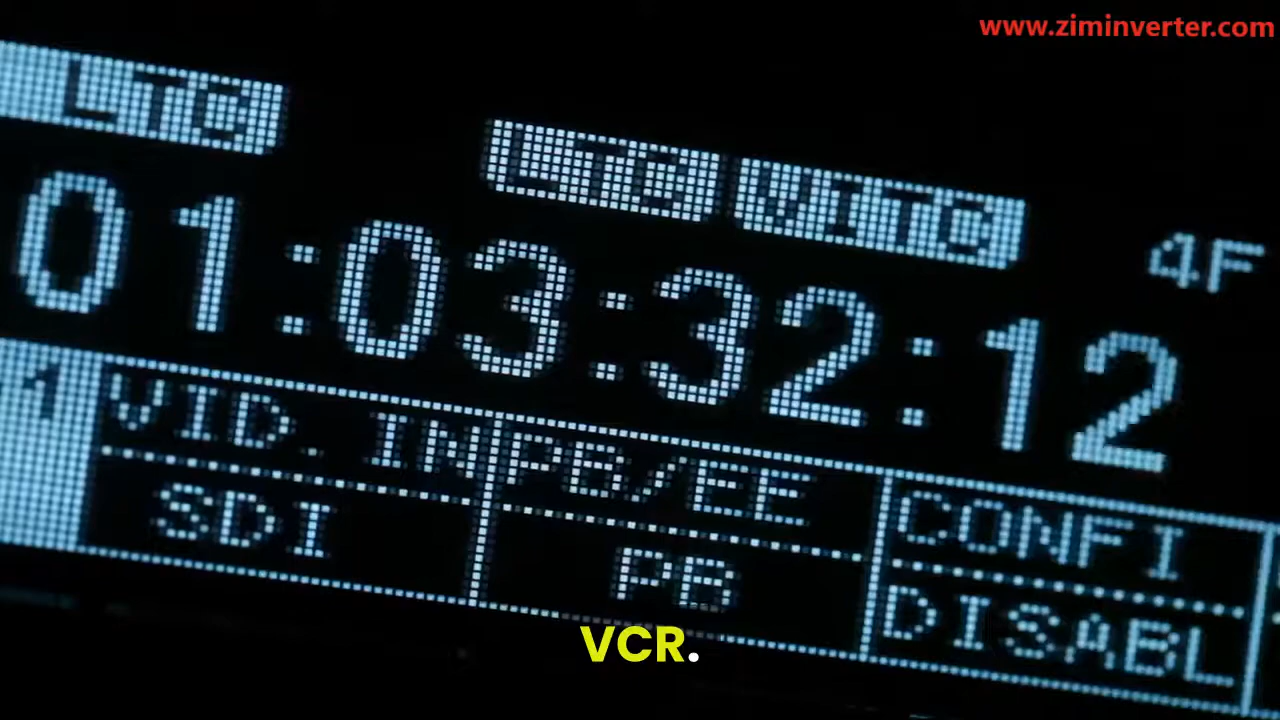 www.ziminverter.com
LTC
LTC VITC
4F
01:03:32:12
1 VID. IN PB/EE CONFI
SDI PB DISABL
VCR.